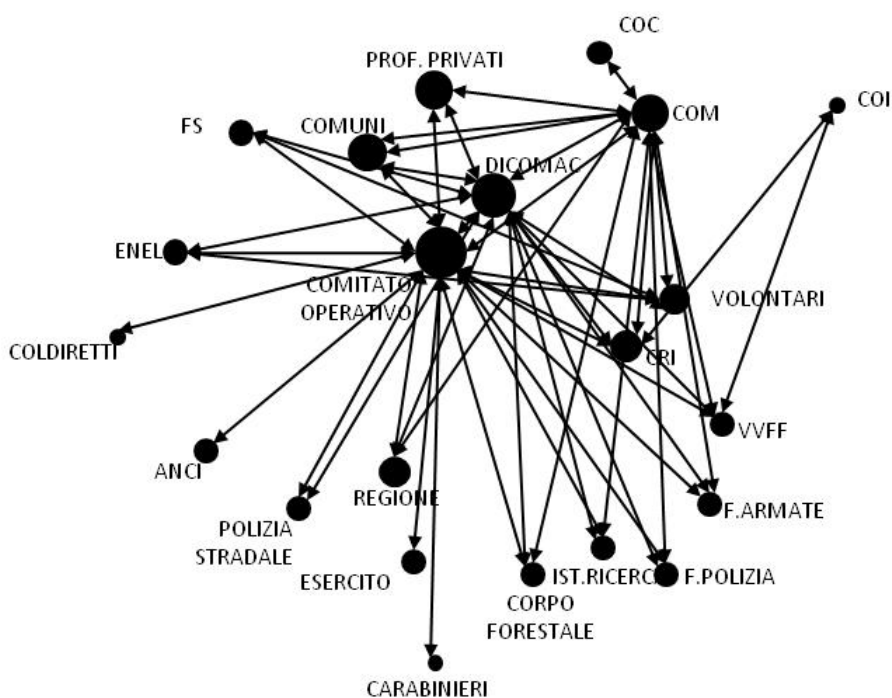 COC
PROF. PRIVATI
COI
COM
FS
COMUNI
DICOMAC
ENEL
COMITATO
OPERATIVO
VOLONTARI
COLDIRETTI
CRI
VVFF
ANCI
REGIONE
F.ARMATE
POLIZIA
STRADALE
ESERCITO
IST.RICERC
F.POLIZIA
CORPO
FORESTALE
CARABINIERI